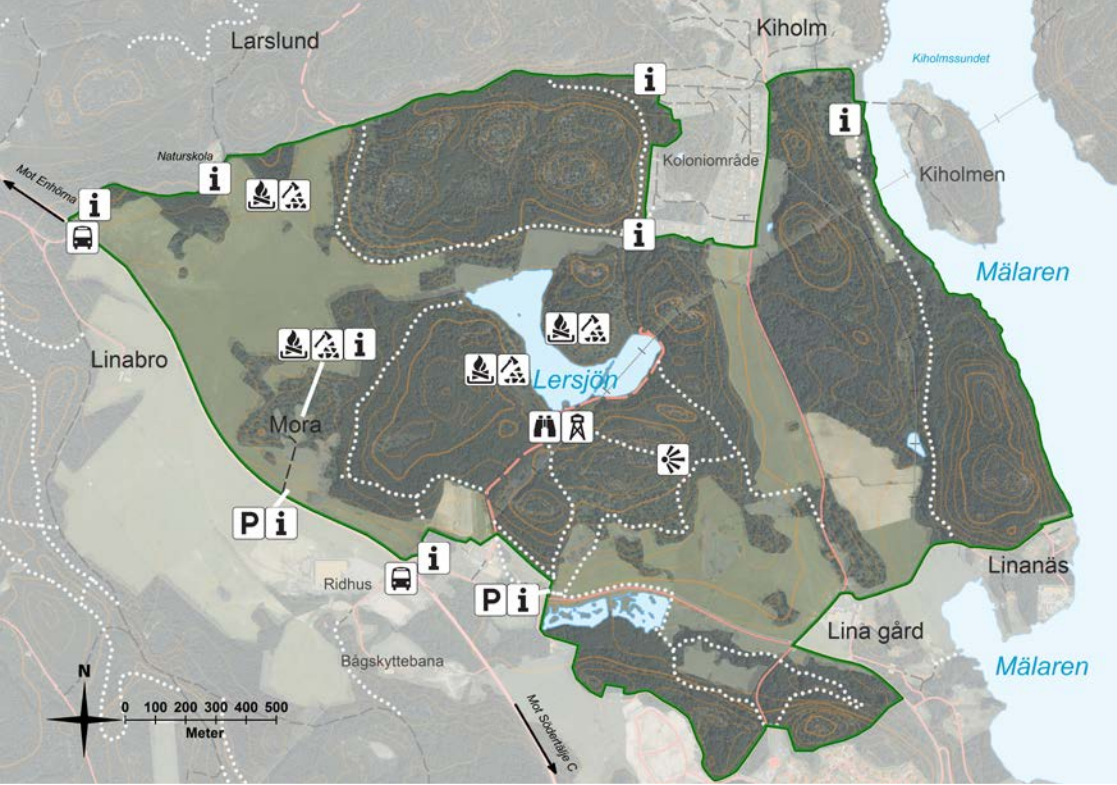 Kiholm
Larslund
Kiholmssundet
Naturskola
Koloniområde
Mot Enhörna
Kiholmen
Mälaren
Linabro
Lersjön
Mora
P
Linanäs
Ridhus
P
Lina gård
Bågskyttebana
Mälaren
N
0 100 200 300 400 500
Meter
Mot Södertälje C